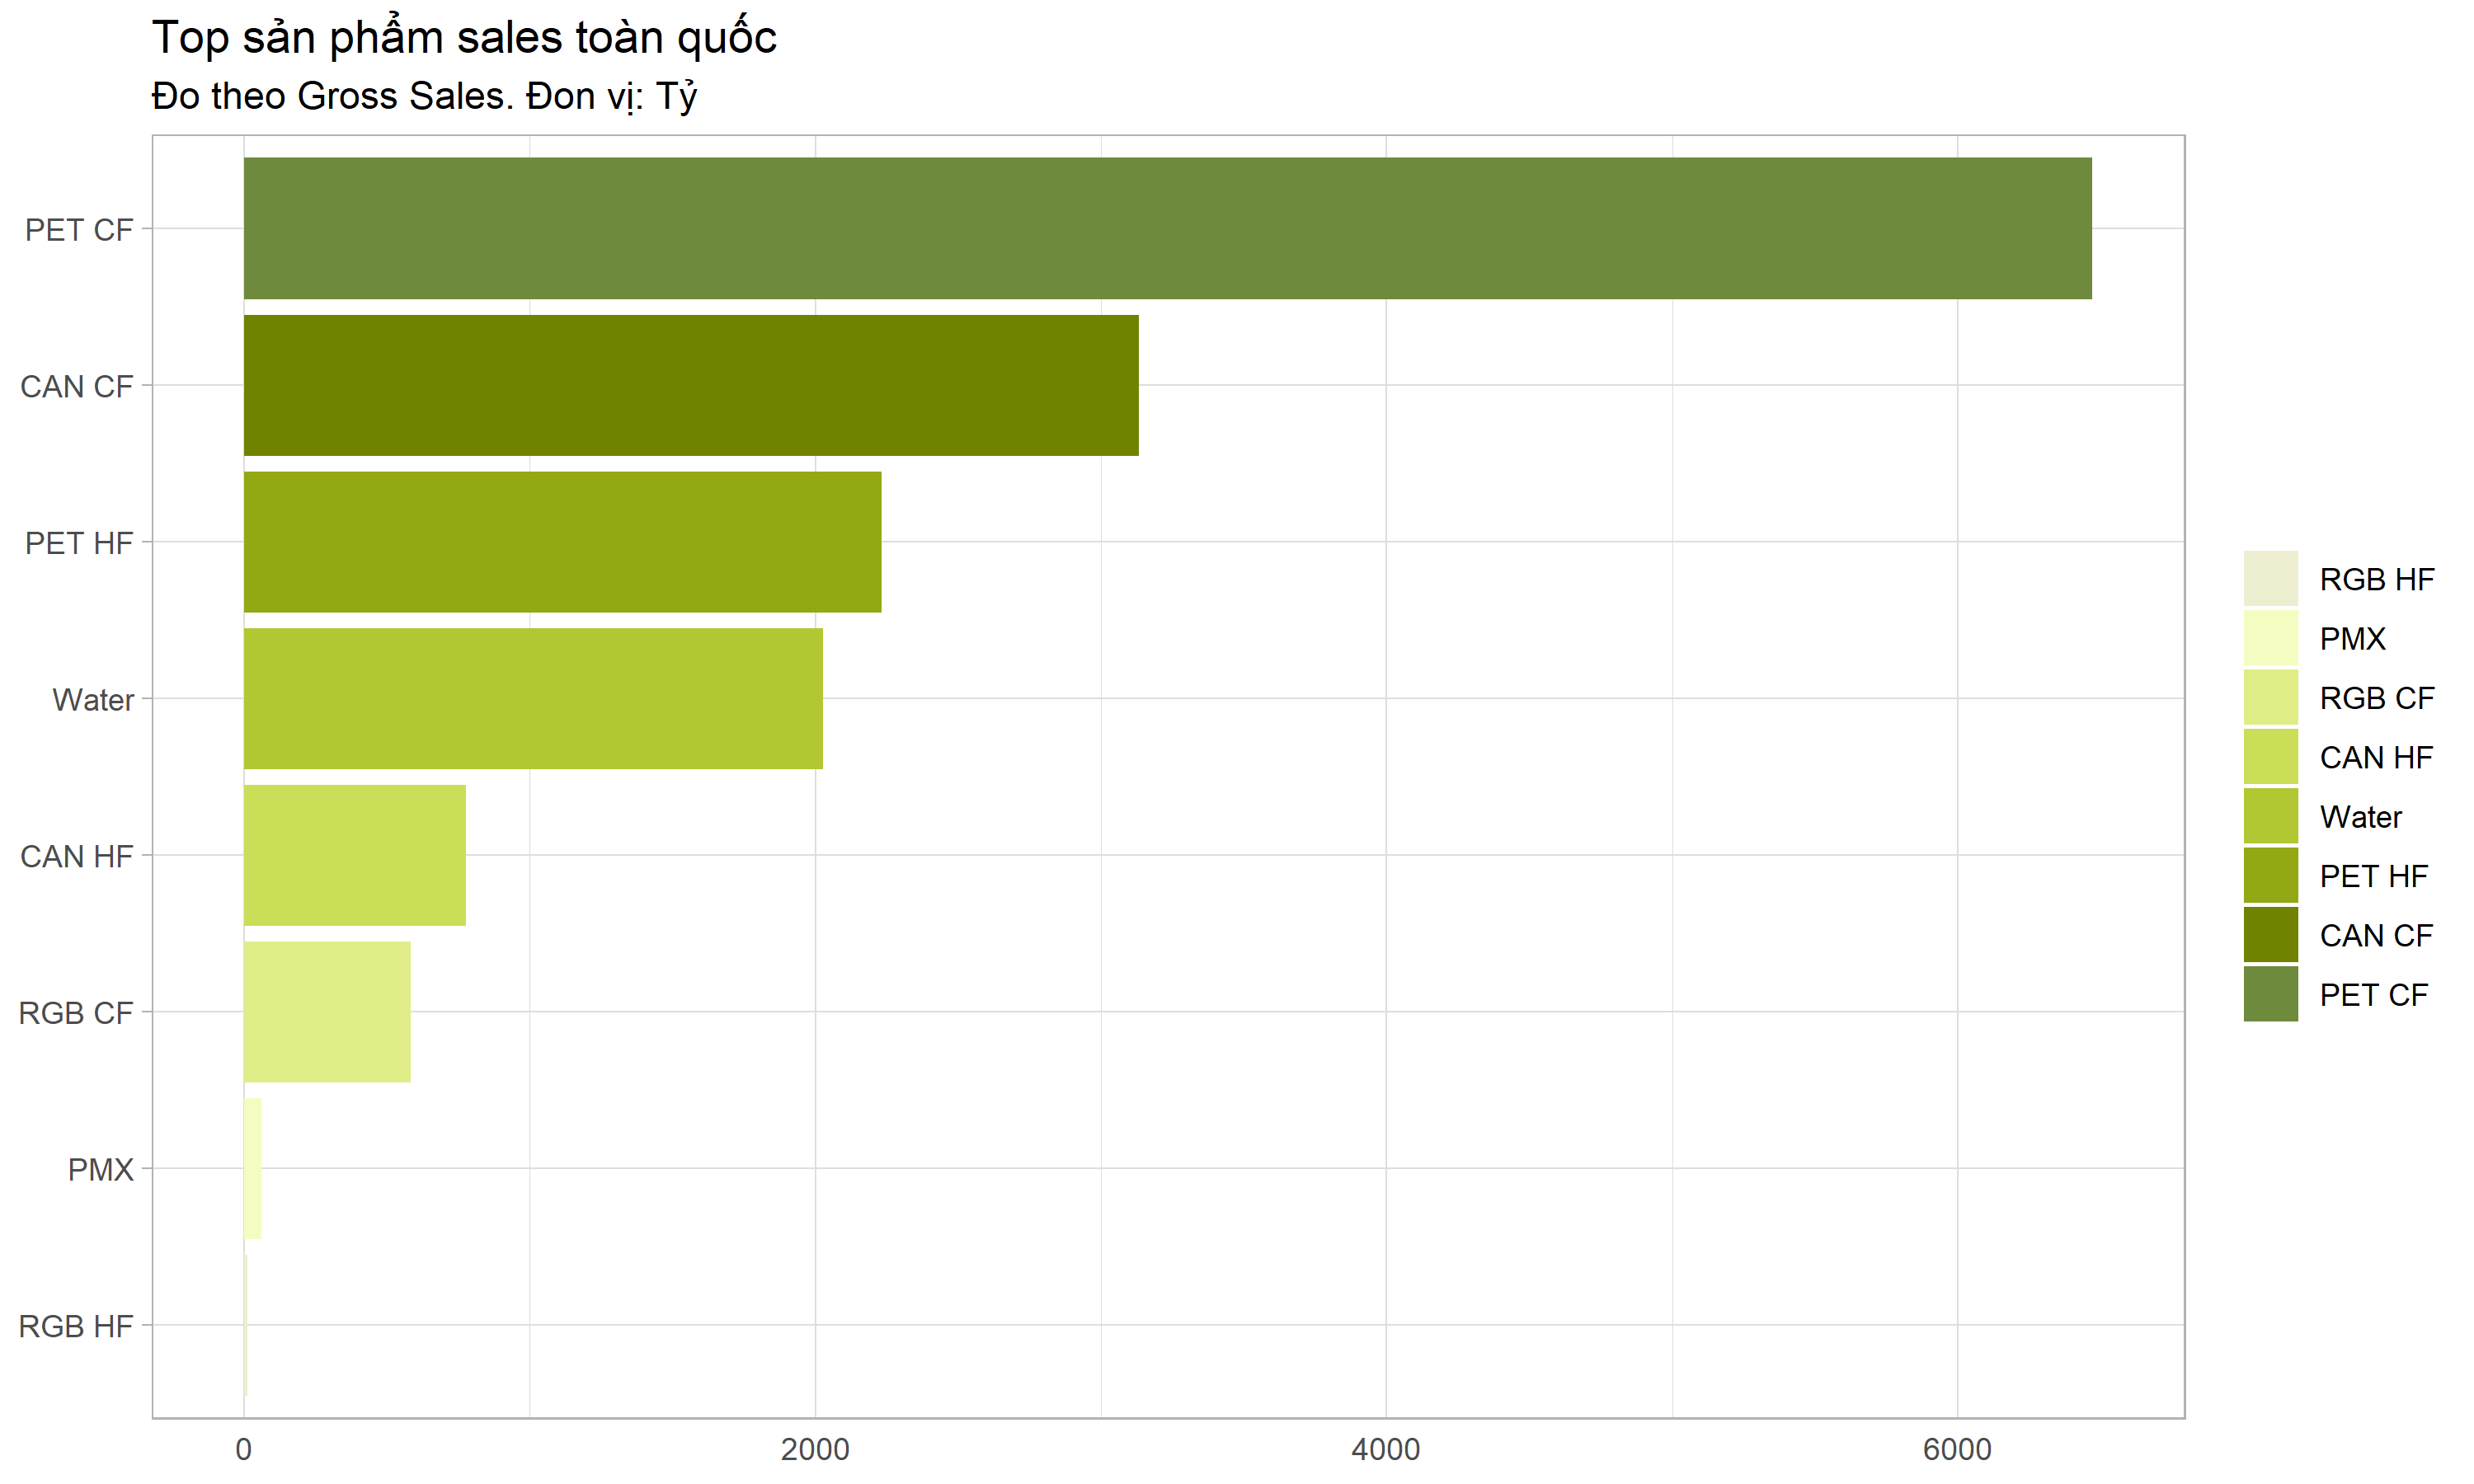 Top sản phẩm sales toàn quốc
Đo theo Gross Sales. Đon vị: Tỷ
PET CF
CAN CF
PET HF
Water
CAN HF
RGB CF
PMX
RGB HF
0 2000 4000 6000
RGB HF
PMX
RGB CF
CAN HF
Water
PET HF
CAN CF
PET CF